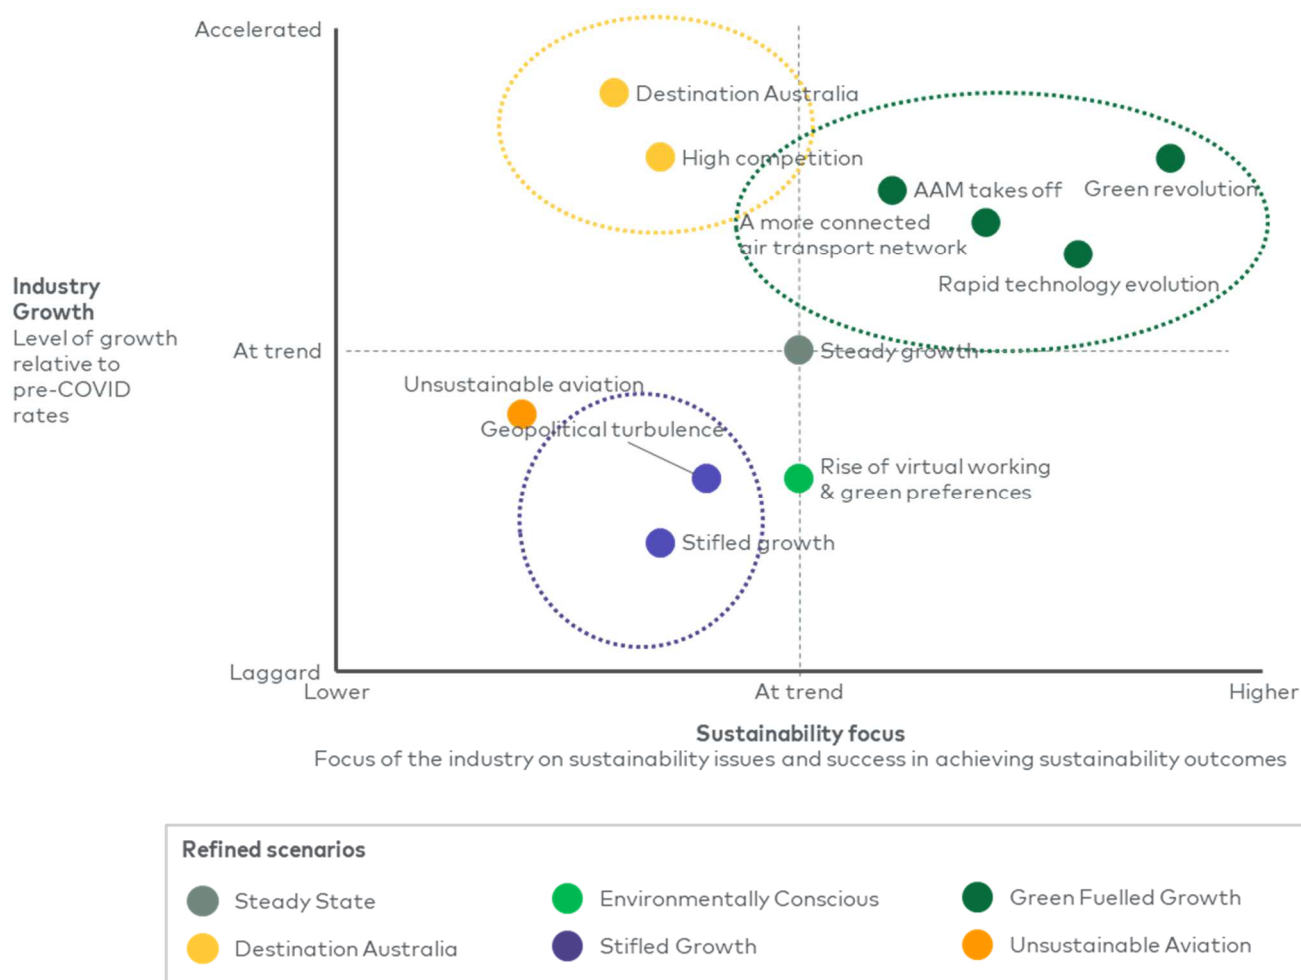 Accelerated
Destination Australia
High competition
AAM takes off
Green revolution
A more connected
air transport network
Rapid technology evolution
Industry
Growth
Level of growth
relative to
pre-COVID
rates
At trend
Steady growth
Unsustainable aviation
Geopolitical turbulence
Rise of virtual working
& green preferences
Stifled growth
Laggard
Lower
At trend
Higher
Sustainability focus
Focus of the industry on sustainability issues and success in achieving sustainability outcomes
Refined scenarios
Steady State
Environmentally Conscious
Green Fuelled Growth
Destination Australia
Stifled Growth
Unsustainable Aviation